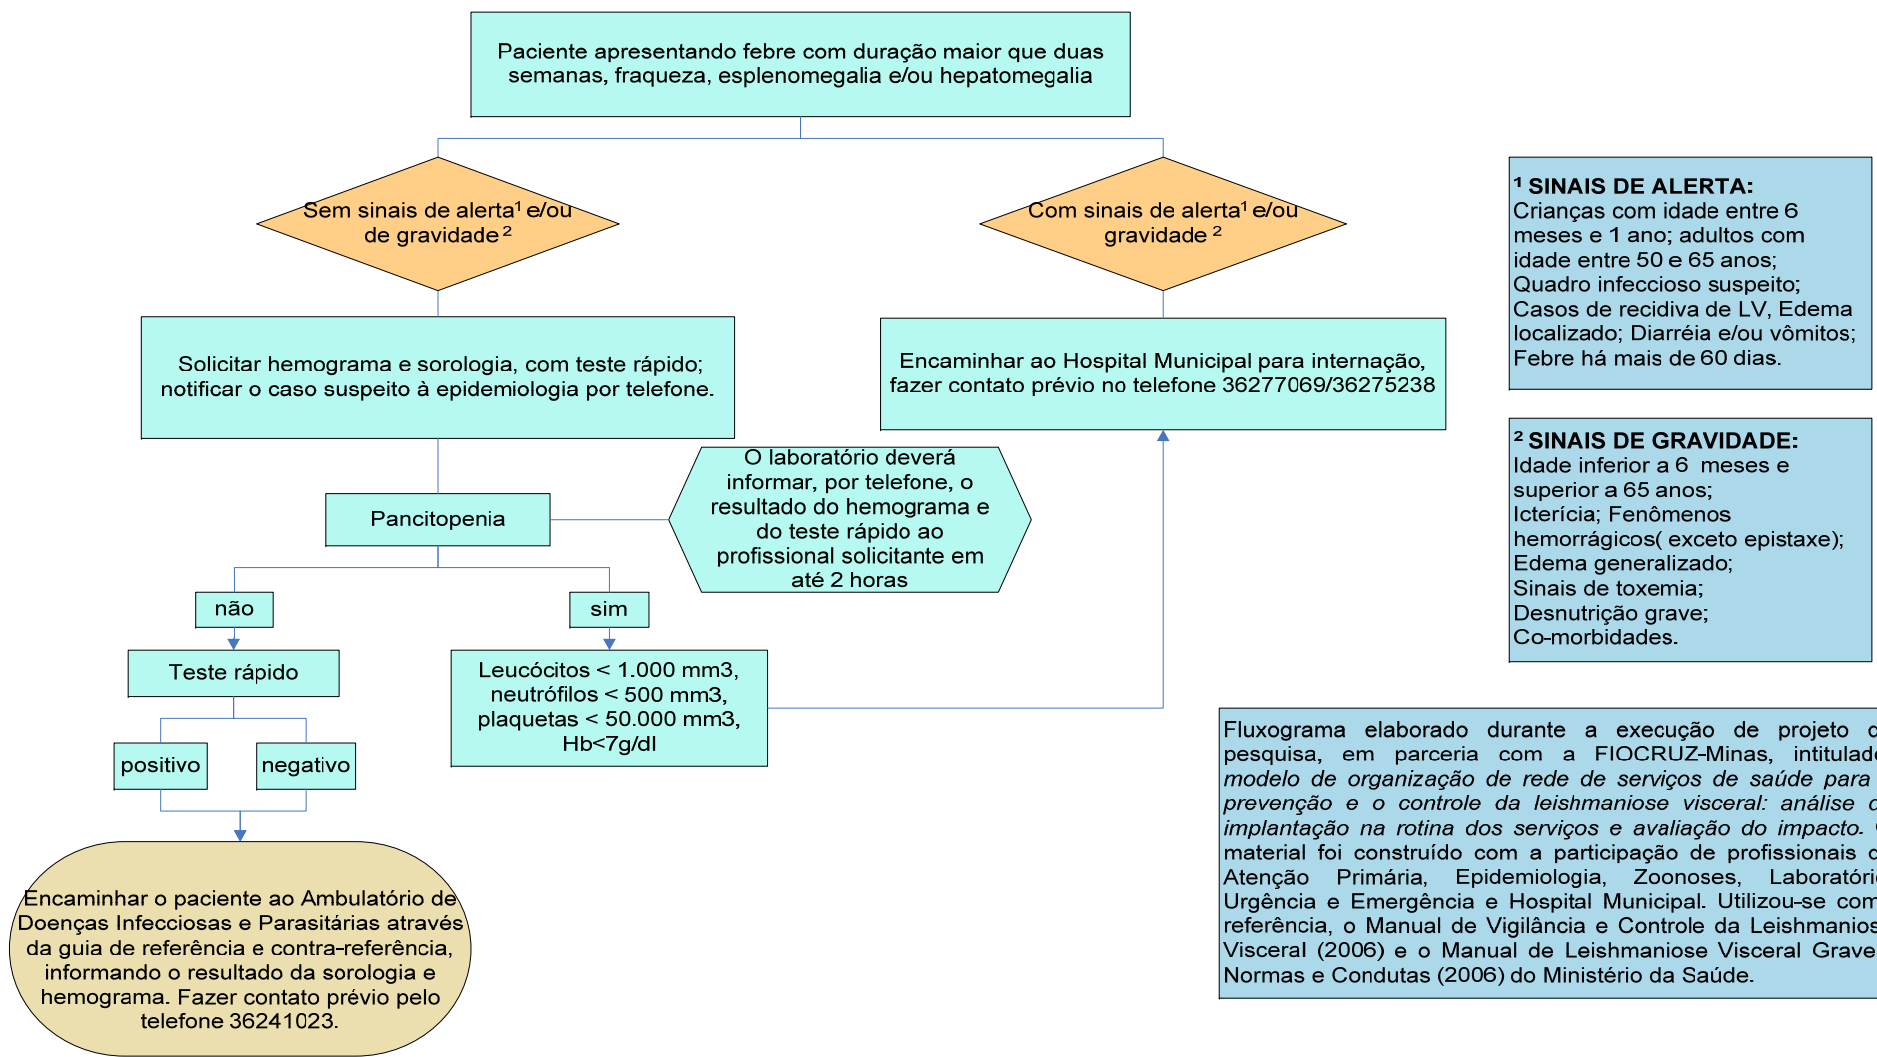 Paciente apresentando febre com duração maior que duas
semanas, fraqueza, esplenomegalia e/ou hepatomegalia
Sem sinais de alerta¹ e/ou
de gravidade ²
Com sinais de alerta¹ e/ou
gravidade ²
Solicitar hemograma e sorologia, com teste rápido;
notificar o caso suspeito à epidemiologia por telefone.
Encaminhar ao Hospital Municipal para internação,
fazer contato prévio no telefone 36277069/36275238
Pancitopenia
O laboratório deverá
informar, por telefone, o
resultado do hemograma e
do teste rápido ao
profissional solicitante em
até 2 horas
não
sim
Teste rápido
Leucócitos < 1.000 mm3,
neutrófilos < 500 mm3,
plaquetas < 50.000 mm3,
Hb<7g/dl
positivo
negativo
Encaminhar o paciente ao Ambulatório de
Doenças Infecciosas e Parasitárias através
da guia de referência e contra-referência,
informando o resultado da sorologia e
hemograma. Fazer contato prévio pelo
telefone 36241023.
¹ SINAIS DE ALERTA:
Crianças com idade entre 6
meses e 1 ano; adultos com
idade entre 50 e 65 anos;
Quadro infeccioso suspeito;
Casos de recidiva de LV, Edema
localizado; Diarréia e/ou vômitos;
Febre há mais de 60 dias.
² SINAIS DE GRAVIDADE:
Idade inferior a 6 meses e
superior a 65 anos;
Icterícia; Fenômenos
hemorrágicos( exceto epistaxe);
Edema generalizado;
Sinais de toxemia;
Desnutrição grave;
Co-morbidades.
Fluxograma elaborado durante a execução de projeto
pesquisa, em parceria com a FIOCRUZ-Minas,
modelo de organização de rede de serviços de saúde para
prevenção e o controle da leishmaniose visceral: análise
implantação na rotina dos serviços e avaliação do impacto.
material foi construído com a participação de profissionais
Atenção Primária, Epidemiologia, Zoonoses,
Urgência e Emergência e Hospital Municipal. Utilizou-se
referência, o Manual de Vigilância e Controle da
Visceral (2006) e o Manual de Leishmaniose Visceral Grave
Normas e Condutas (2006) do Ministério da Saúde.